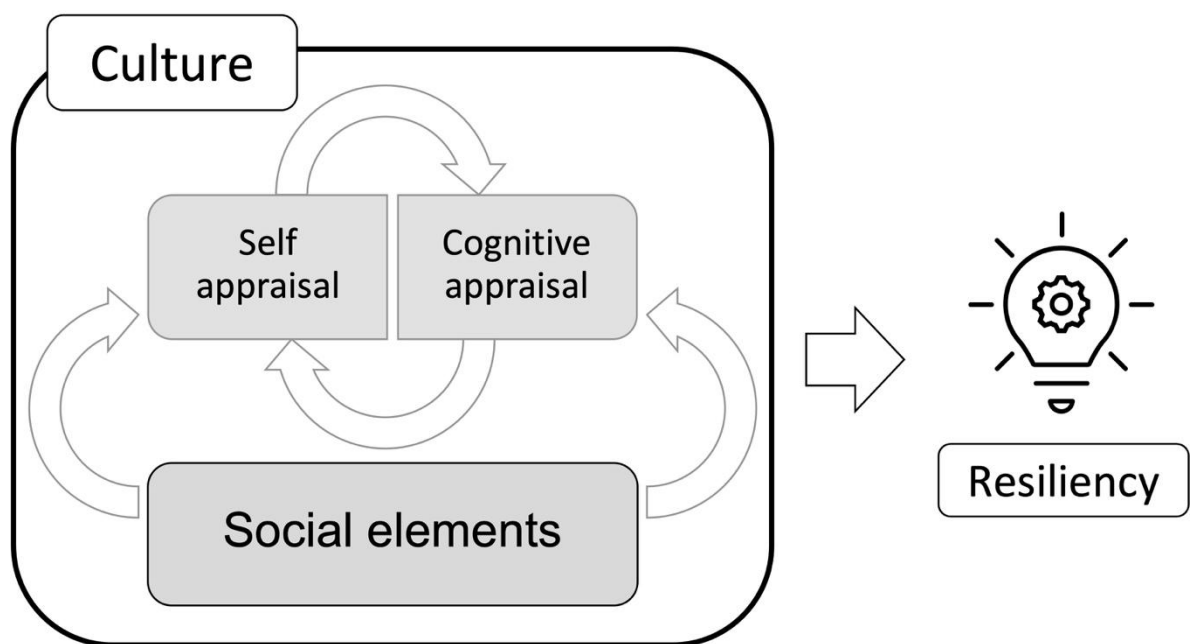 Culture
Self
appraisal
Cognitive
appraisal
Social elements
Resiliency